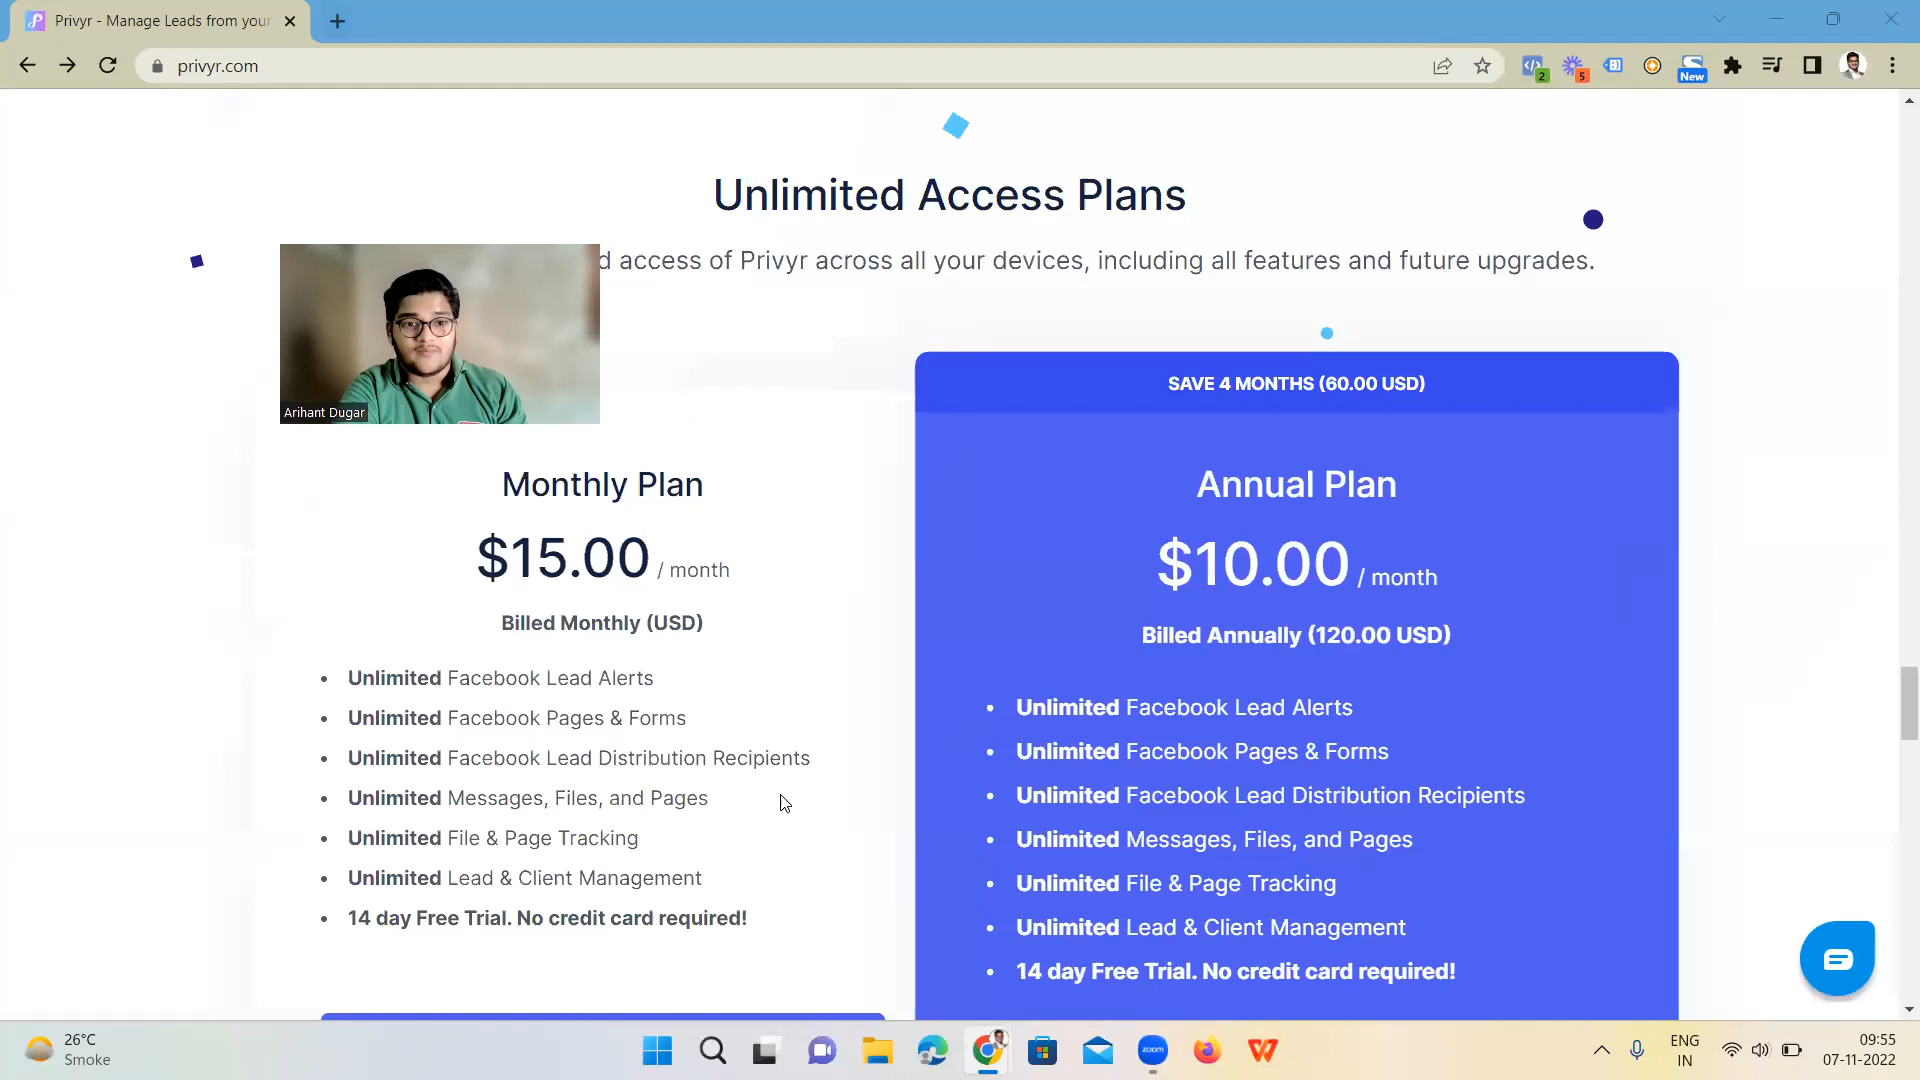 Privyr - Manage Leads from your
privyr.com
2
5
New
Unlimited Access Plans
d access of Privyr across all your devices, including all features and future upgrades.
Arihant Dugar
SAVE 4 MONTHS (60.00 USD)
Monthly Plan
$15.00 / month
Billed Monthly (USD)
• Unlimited Facebook Lead Alerts
• Unlimited Facebook Pages & Forms
• Unlimited Facebook Lead Distribution Recipients
• Unlimited Messages, Files, and Pages
• Unlimited File & Page Tracking
• Unlimited Lead & Client Management
• 14 day Free Trial. No credit card required!
Annual Plan
$10.00 / month
Billed Annually (120.00 USD)
• Unlimited Facebook Lead Alerts
• Unlimited Facebook Pages & Forms
• Unlimited Facebook Lead Distribution Recipients
• Unlimited Messages, Files, and Pages
• Unlimited File & Page Tracking
• Unlimited Lead & Client Management
• 14 day Free Trial. No credit card required!
26°C
Smoke
zoom
ENG
IN
09:55
07-11-2022